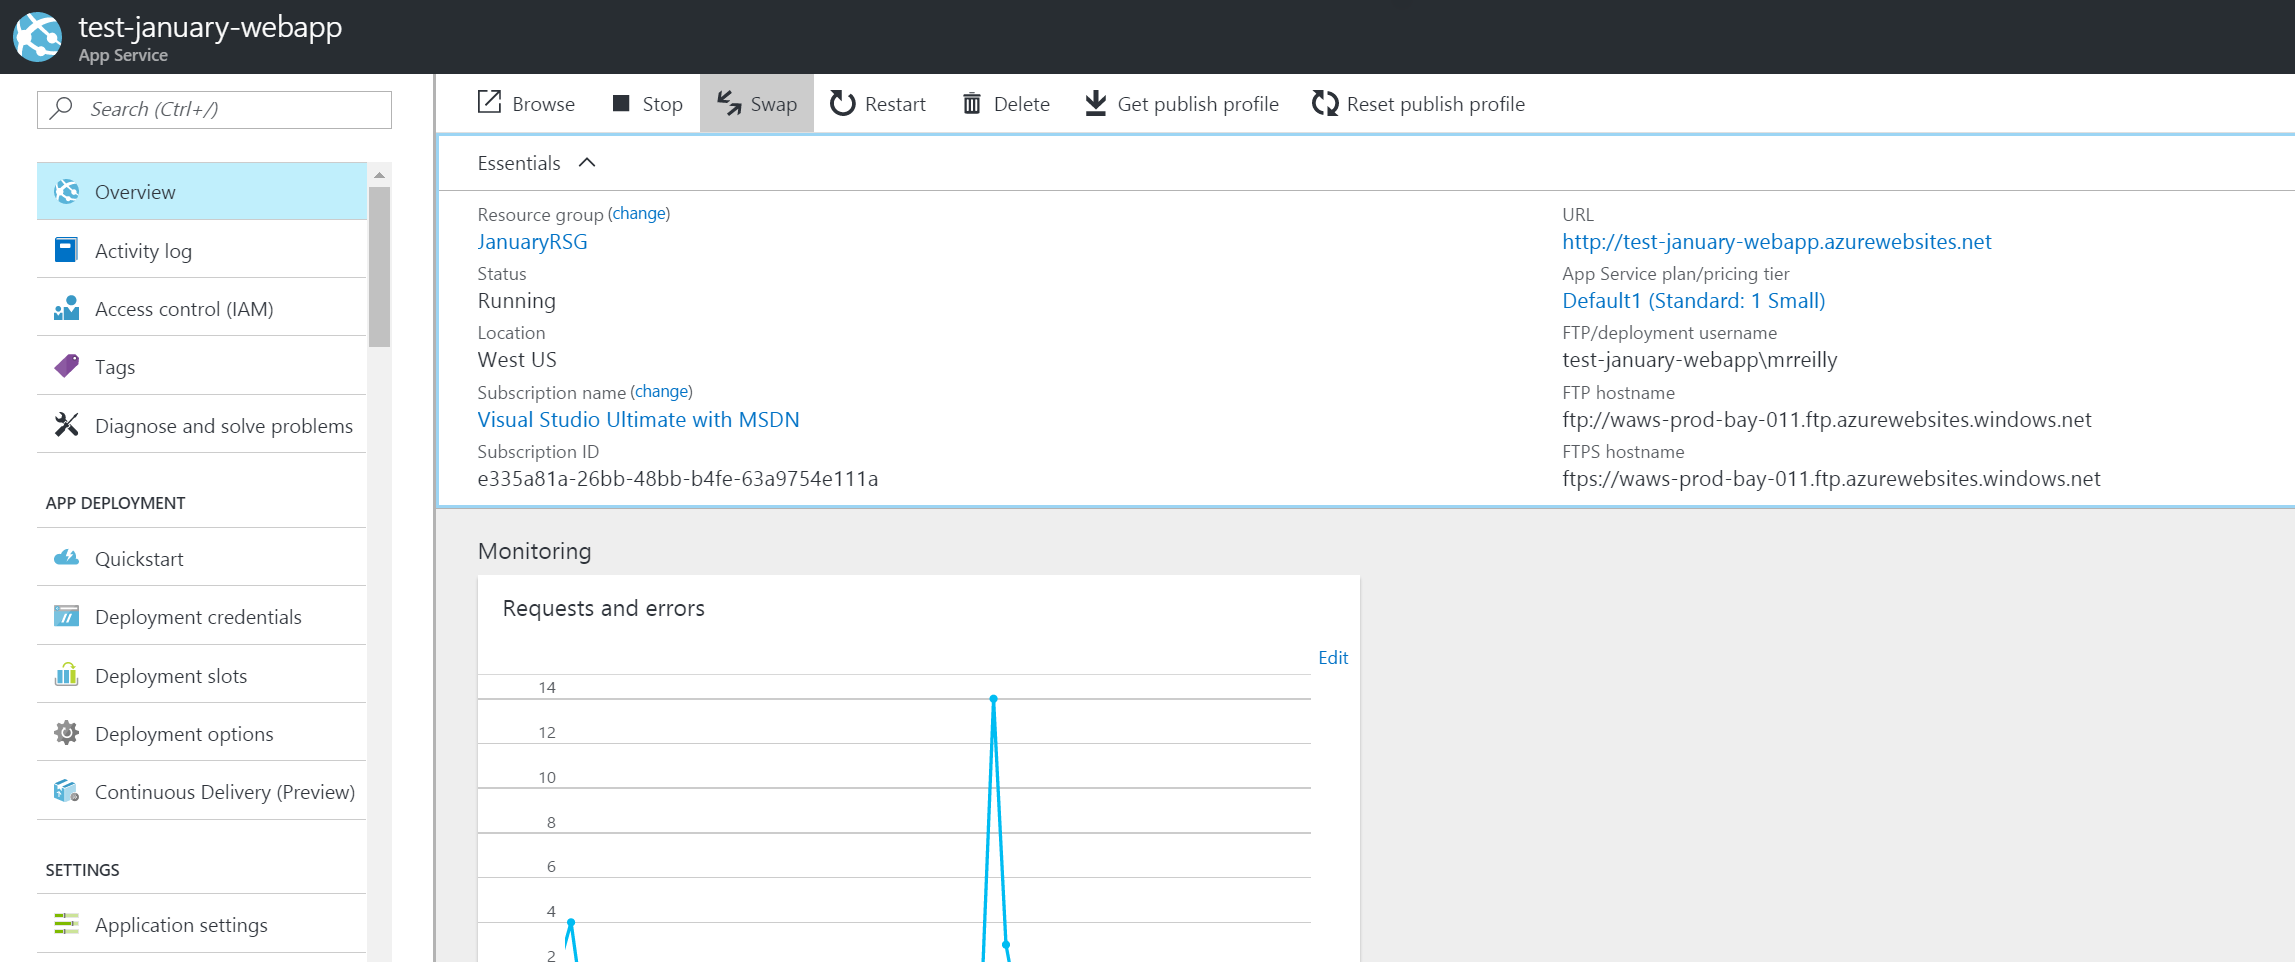 test-january-webapp
App Service
Search (Ctrl+/)
Overview
Activity log
Access control (IAM)
Tags
Diagnose and solve problems
APP DEPLOYMENT
Quickstart
Deployment credentials
Deployment slots
Deployment options
Continuous Delivery (Preview)
SETTINGS
Application settings
Browse Stop Swap Restart Delete Get publish profile Reset publish profile
Essentials
Resource group (change)
JanuaryRSG
Status
Running
Location
West US
Subscription name (change)
Visual Studio Ultimate with MSDN
Subscription ID
e335a81a-26bb-48bb-b4fe-63a9754e111a
URL
http://test-january-webapp.azurewebsites.net
App Service plan/pricing tier
Default1 (Standard: 1 Small)
FTP/deployment username
test-january-webapp\mrreilly
FTP hostname
ftp://waws-prod-bay-011.ftp.azurewebsites.windows.net
FTPS hostname
ftps://waws-prod-bay-011.ftp.azurewebsites.windows.net
Monitoring
Requests and errors
Edit
14
12
10
8
6
4
2